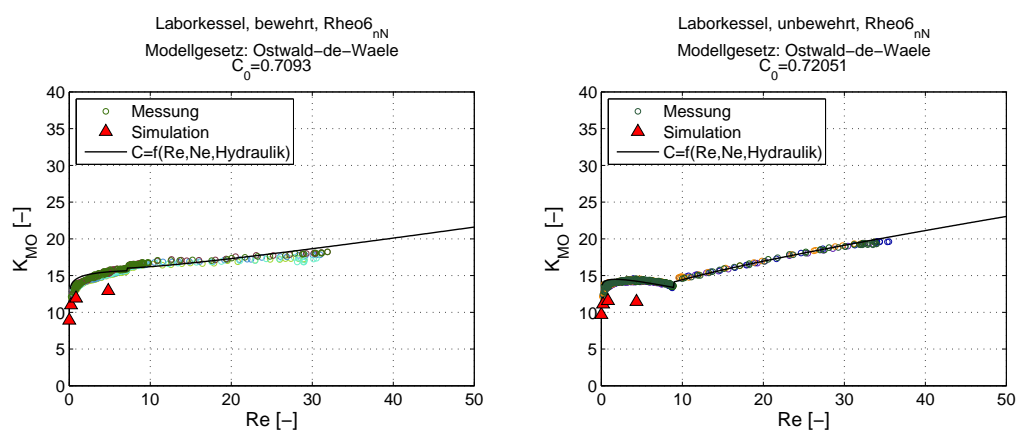 Laborkessel, bewehrt, Rheo6nN
Modellgesetz: Ostwald−de−Waele
C0=0.7093
40
35
30
25
20
15
10
5
0
KMO [−]
Messung
Simulation
C=f(Re,Ne,Hydraulik)
0 10 20 30 40 50
Re [−]
Laborkessel, unbewehrt, Rheo6nN
Modellgesetz: Ostwald−de−Waele
C0=0.72051
40
35
30
25
20
15
10
5
0
KMO [−]
Messung
Simulation
C=f(Re,Ne,Hydraulik)
0 10 20 30 40 50
Re [−]